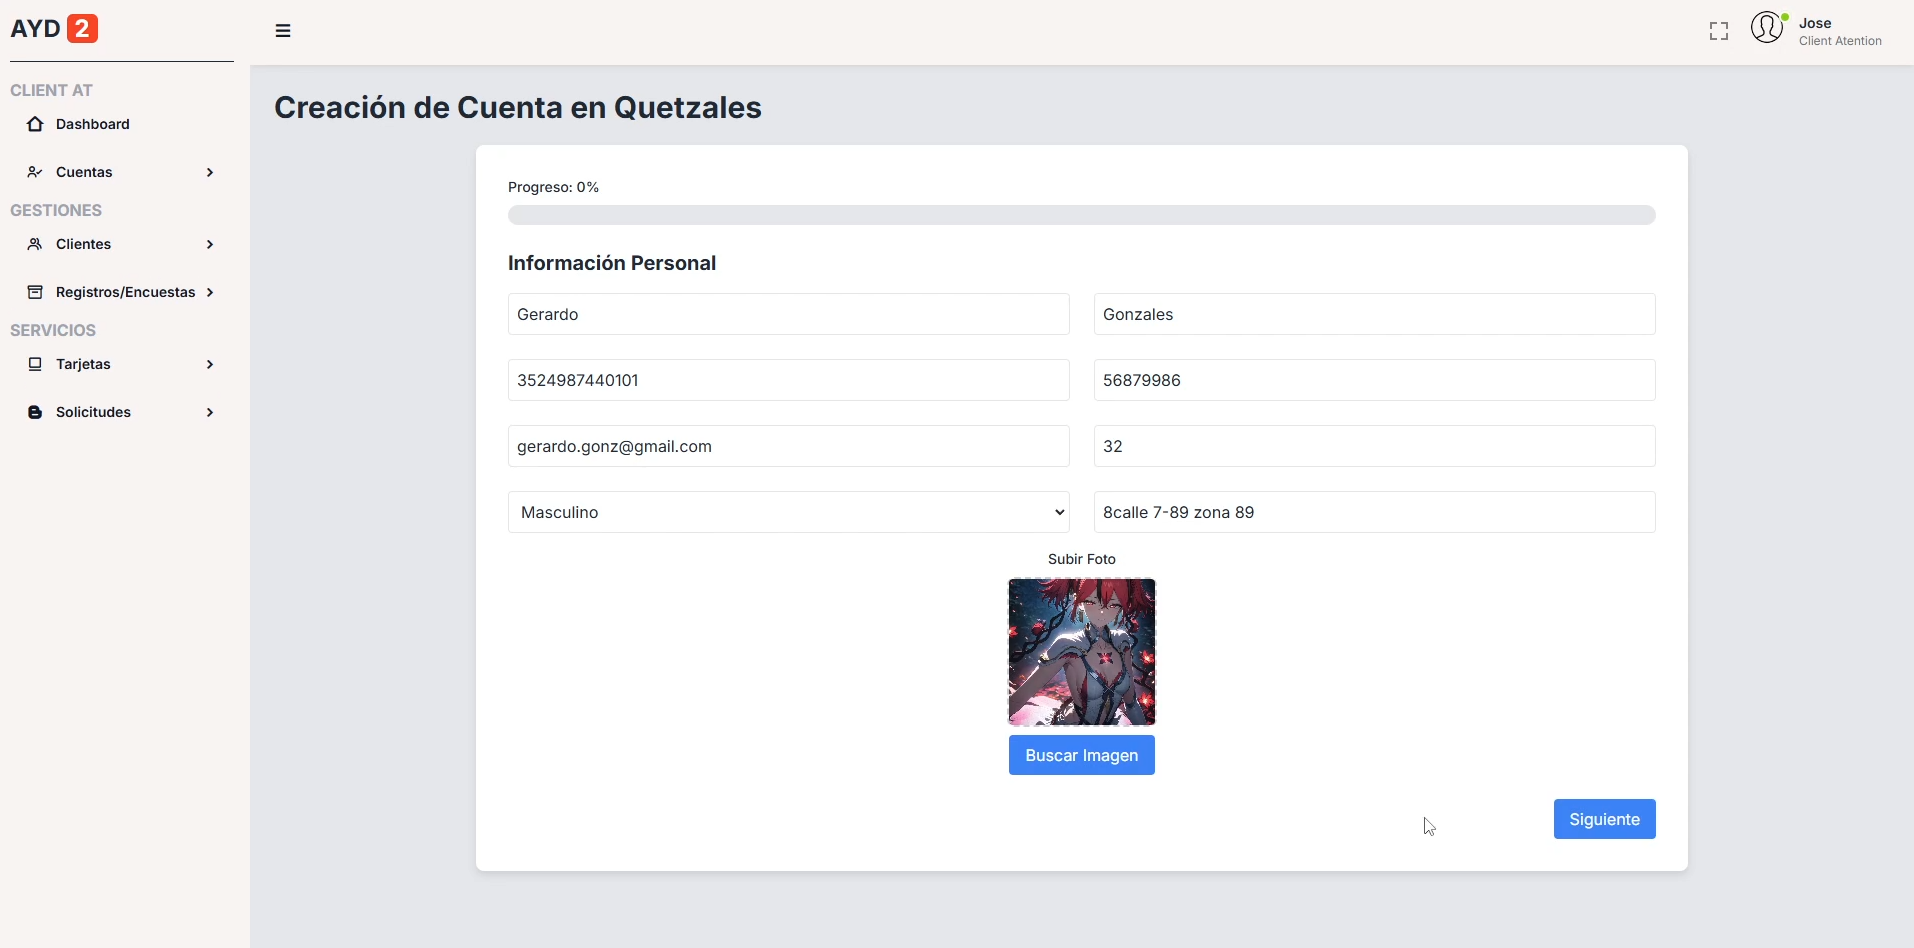 AYD 2
Jose
Client Atention
CLIENT AT
Dashboard
Cuentas
GESTIONES
Clientes
Registros/Encuestas
SERVICIOS
Tarjetas
Solicitudes
Creación de Cuenta en Quetzales
Progreso: 0%
Información Personal
Gerardo
Gonzales
3524987440101
56879986
gerardo.gonz@gmail.com
32
Masculino
8calle 7-89 zona 89
Subir Foto
Buscar Imagen
Siguiente